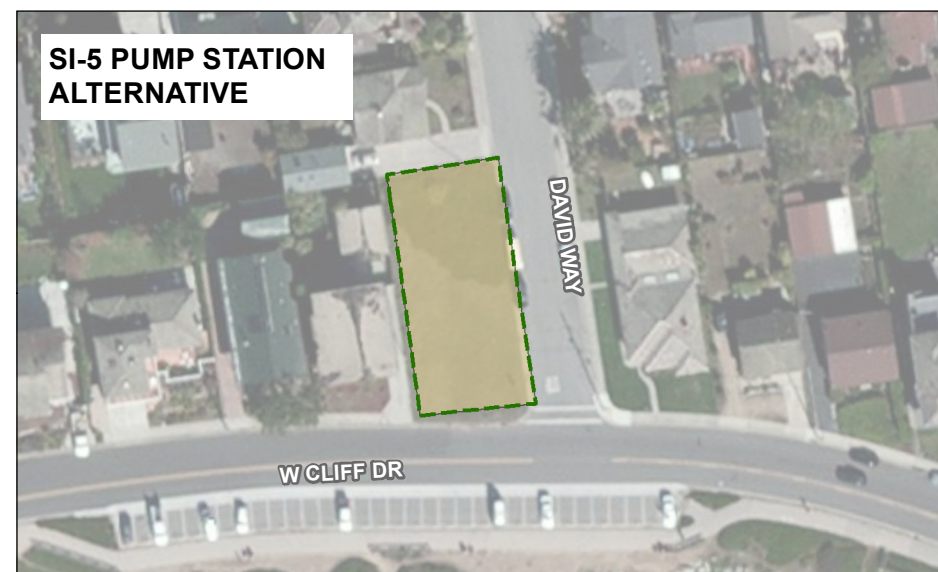 SI-5 PUMP STATION
ALTERNATIVE
DAVID WAY
W CLIFF DR